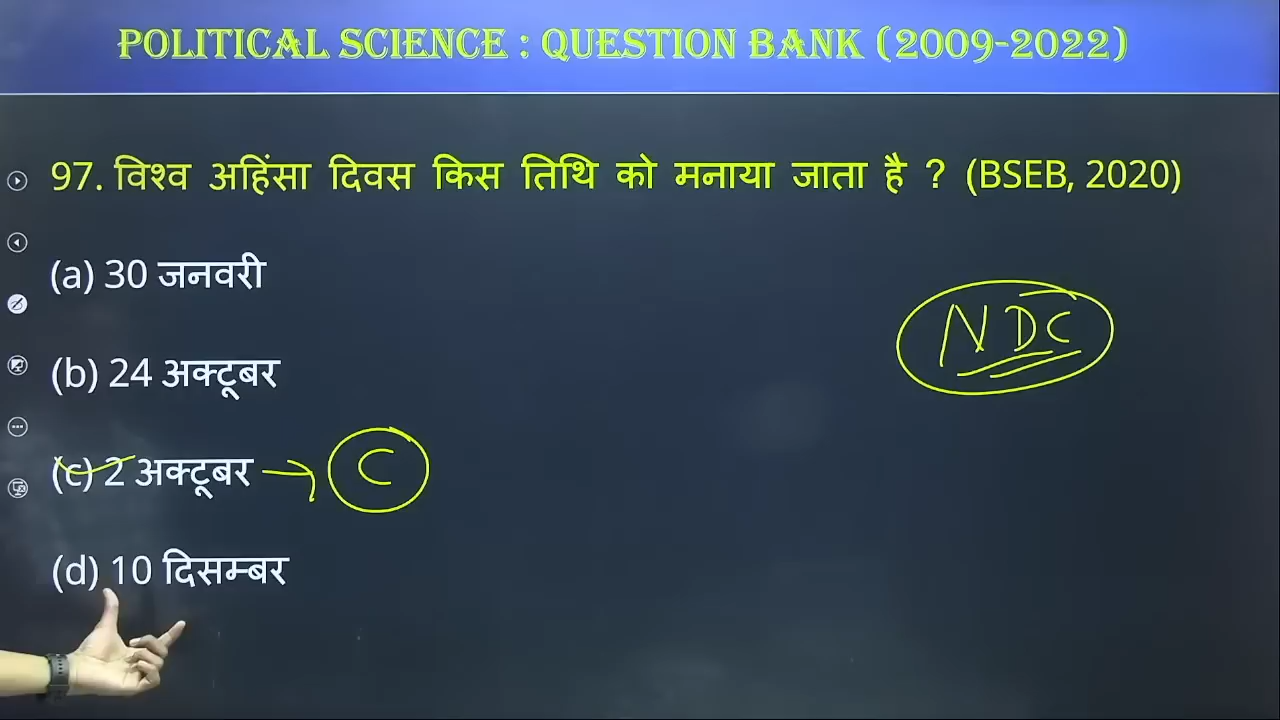 POLITICAL SCIENCE : QUESTION BANK (2009-2022)
97. विश्व अहिंसा दिवस किस तिथि को मनाया जाता है ? (BSEB, 2020)
(a) 30 जनवरी
NDC
(b) 24 अक्टूबर
(c) 2 अक्टूबर → C
(d) 10 दिसम्बर